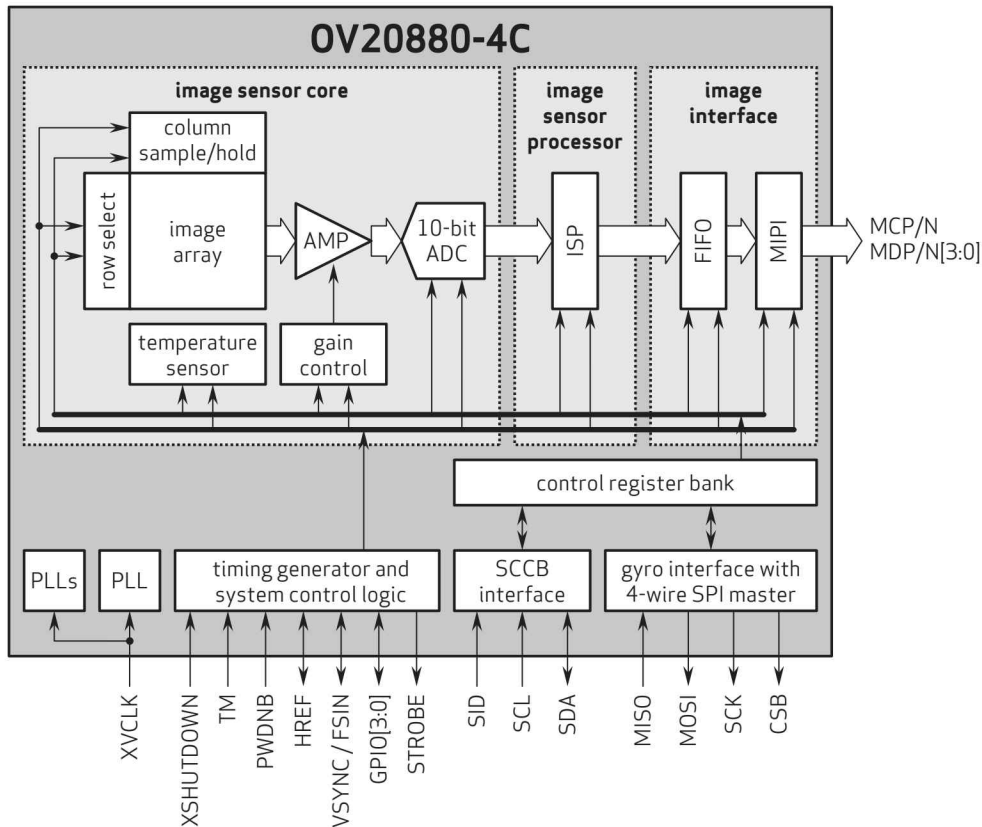 OV20880-4C
image sensor core
image
sensor
processor
image
interface
column
sample/hold
row select
image
array
AMP
10-bit
ADC
ISP
FIFO
MIPI
MCP/N
MDP/N[3:0]
temperature
sensor
gain
control
control register bank
PLLs
PLL
timing generator and
system control logic
SCCB
interface
gyro interface with
4-wire SPI master
XVCLK
XSHUTDOWN
TM
PWDNB
HREF
VSYNC / FSIN
GPIO[3:0]
STROBE
SID
SCL
SDA
MISO
MOSI
SCK
CSB